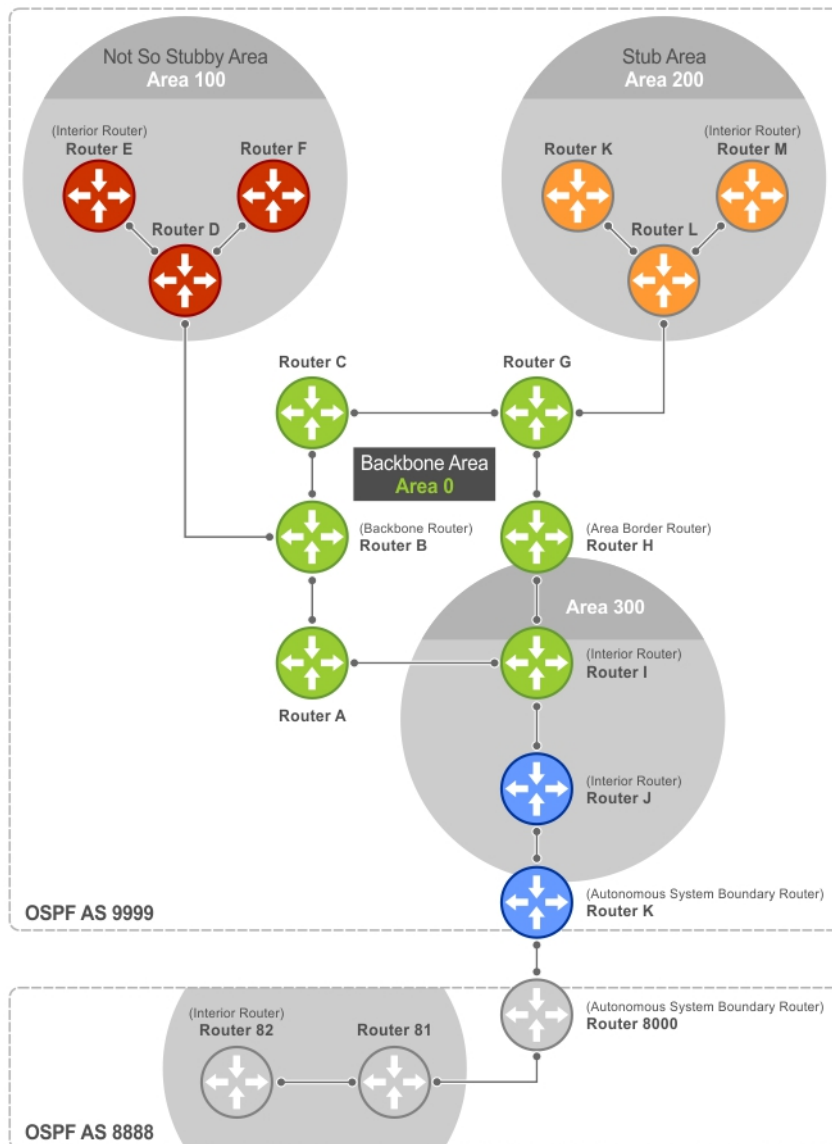 Not So Stubby Area
Area 100
Stub Area
Area 200
(Interior Router)
Router E
Router F
Router D
Router K
(Interior Router)
Router M
Router L
Router C
Router G
Backbone Area
Area 0
(Backbone Router)
Router B
(Area Border Router)
Router H
Area 300
(Interior Router)
Router I
Router A
(Interior Router)
Router J
(Autonomous System Boundary Router)
Router K
OSPF AS 9999
(Autonomous System Boundary Router)
Router 8000
(Interior Router)
Router 82
Router 81
OSPF AS 8888